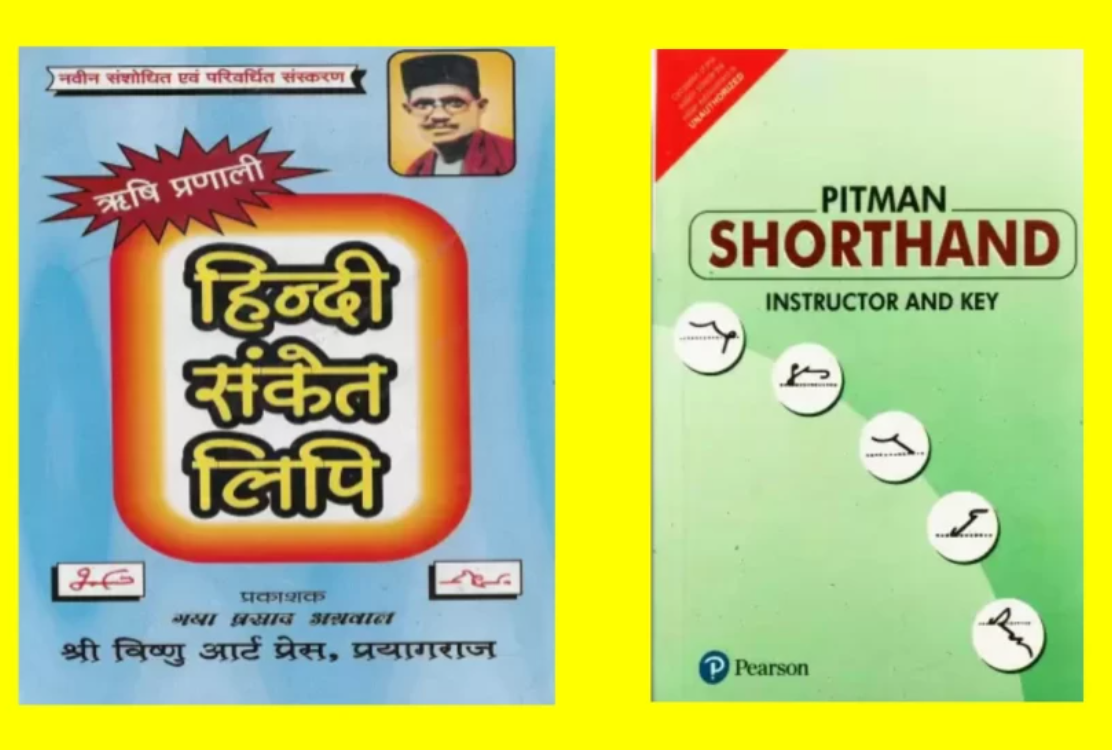 नवीन संशोधित एवं परिवर्धित संस्करण
ऋषि प्रणाली
हिन्दी
संकेत
लिपि
प्रकाशक
गया प्रसाद अग्रवाल
श्री विष्णु आर्ट प्रेस, प्रयागराज
UNAUTHORIZED
PITMAN
SHORTHAND
INSTRUCTOR AND KEY
Pearson